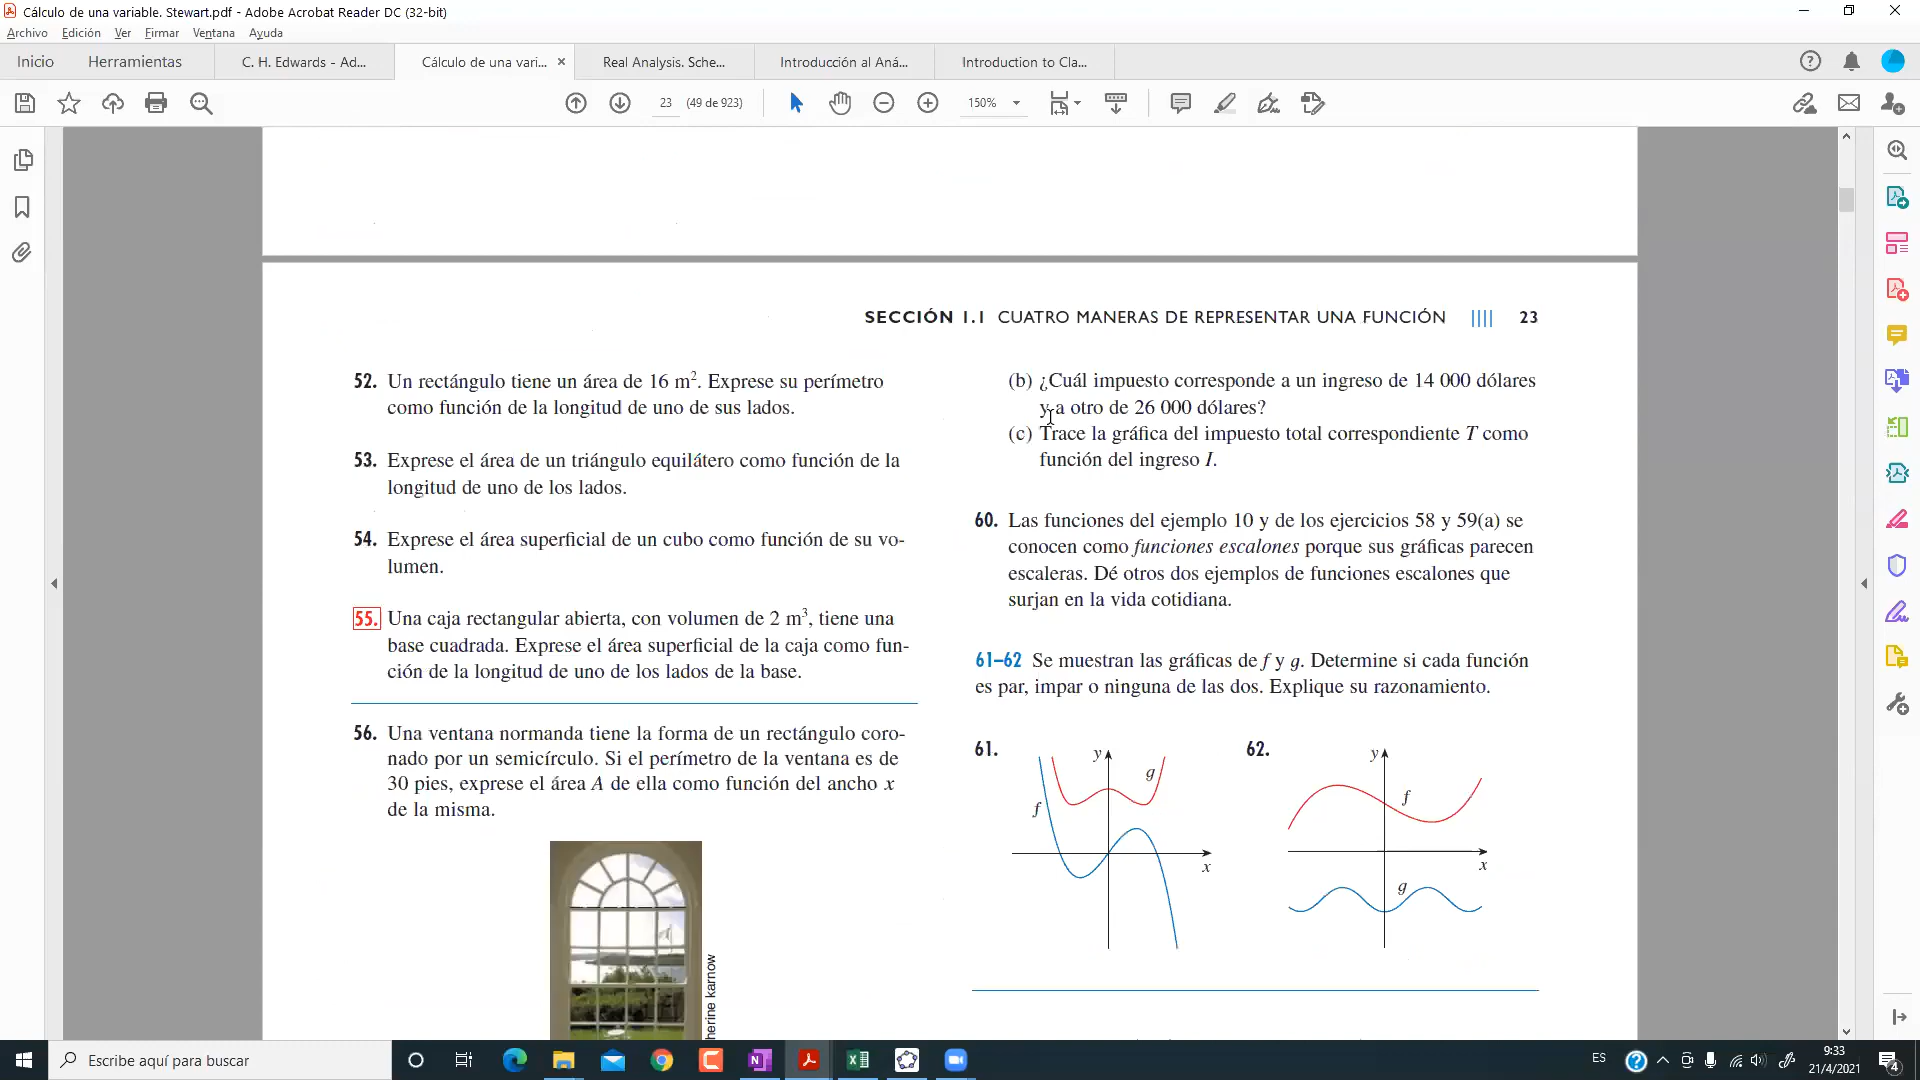 Cálculo de una variable. Stewart.pdf - Adobe Acrobat Reader DC (32-bit)
Archivo Edición Ver Firmar Ventana Ayuda
Inicio Herramientas C. H. Edwards - Ad... Cálculo de una vari... × Real Analysis. Sche... Introducción al Aná... Introduction to Cla...
23 (49 de 923) 150%
SECCIÓN 1.1 CUATRO MANERAS DE REPRESENTAR UNA FUNCIÓN |||| 23
52. Un rectángulo tiene un área de 16 m². Exprese su perímetro
como función de la longitud de uno de sus lados.
53. Exprese el área de un triángulo equilátero como función de la
longitud de uno de los lados.
54. Exprese el área superficial de un cubo como función de su vo-
lumen.
55. Una caja rectangular abierta, con volumen de 2 m³, tiene una
base cuadrada. Exprese el área superficial de la caja como fun-
ción de la longitud de uno de los lados de la base.
56. Una ventana normanda tiene la forma de un rectángulo coro-
nado por un semicírculo. Si el perímetro de la ventana es de
30 pies, exprese el área A de ella como función del ancho x
de la misma.
herine karnow
(b) ¿Cuál impuesto corresponde a un ingreso de 14 000 dólares
y a otro de 26 000 dólares?
(c) Trace la gráfica del impuesto total correspondiente T como
función del ingreso I.
60. Las funciones del ejemplo 10 y de los ejercicios 58 y 59(a) se
conocen como funciones escalones porque sus gráficas parecen
escaleras. Dé otros dos ejemplos de funciones escalones que
surjan en la vida cotidiana.
61–62 Se muestran las gráficas de f y g. Determine si cada función
es par, impar o ninguna de las dos. Explique su razonamiento.
61. y g f x
62. y f x g
Escribe aquí para buscar
ES 9:33
21/4/2021 4